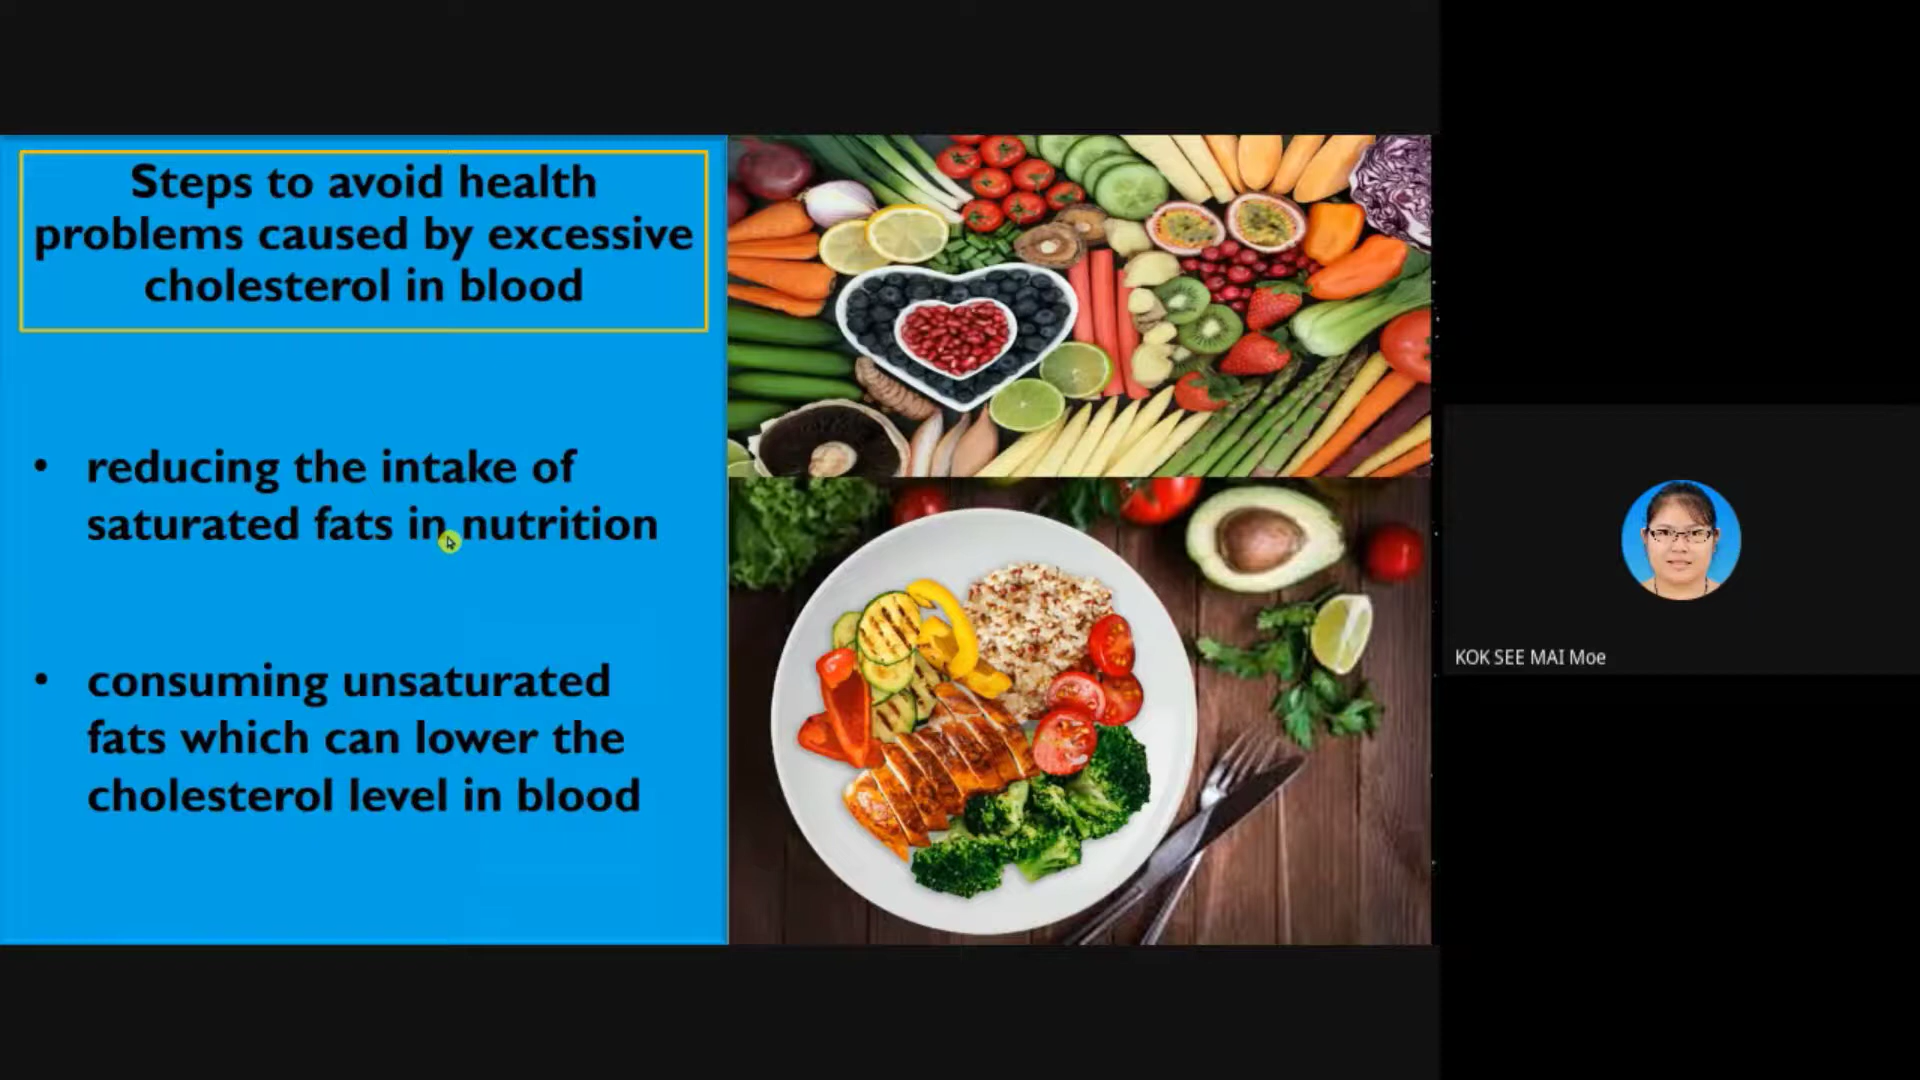 Steps to avoid health
problems caused by excessive
cholesterol in blood
• reducing the intake of
saturated fats in nutrition
• consuming unsaturated
fats which can lower the
cholesterol level in blood
KOK SEE MAI Moe